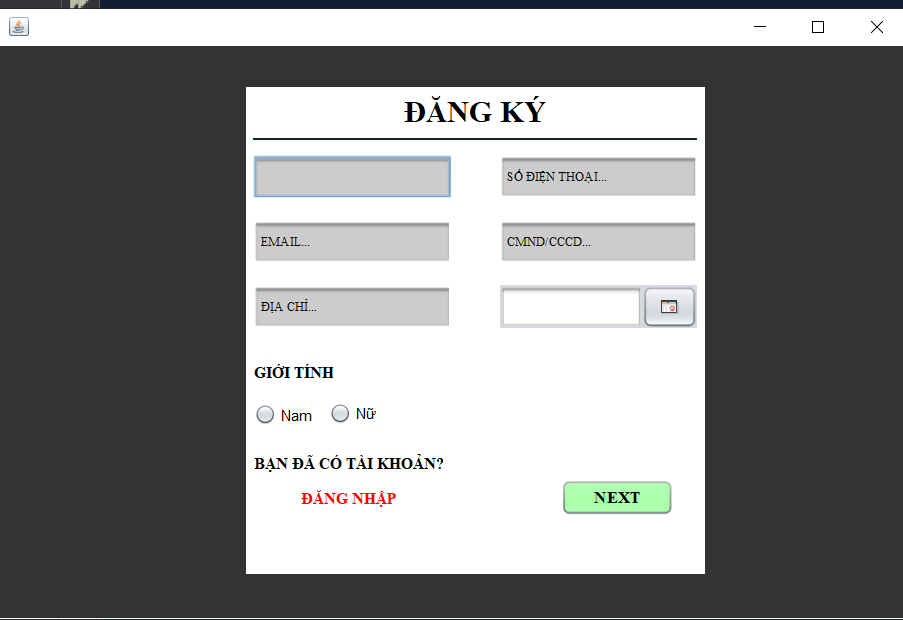 ĐĂNG KÝ
SỐ ĐIỆN THOẠI...
EMAIL...
CMND/CCCD...
ĐỊA CHỈ...
GIỚI TÍNH
Nam
Nữ
BẠN ĐÃ CÓ TÀI KHOẢN?
ĐĂNG NHẬP
NEXT